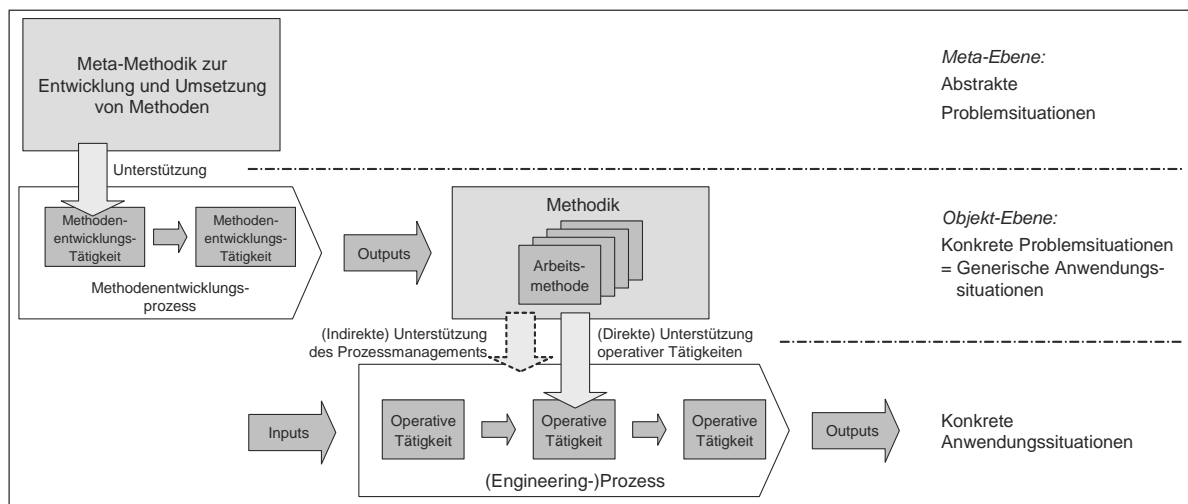 Meta-Methodik zur
Entwicklung und Umsetzung
von Methoden
Meta-Ebene:
Abstrakte
Problemsituationen
Unterstützung
Methoden-
entwicklungs-
Tätigkeit
Methoden-
entwicklungs-
Tätigkeit
Methodenentwicklungs-
prozess
Outputs
Methodik
Arbeits-
methode
Objekt-Ebene:
Konkrete Problemsituationen
= Generische Anwendungs-
situationen
(Indirekte) Unterstützung
des Prozessmanagements
(Direkte) Unterstützung
operativer Tätigkeiten
Inputs
Operative
Tätigkeit
Operative
Tätigkeit
Operative
Tätigkeit
(Engineering-)Prozess
Outputs
Konkrete
Anwendungssituationen